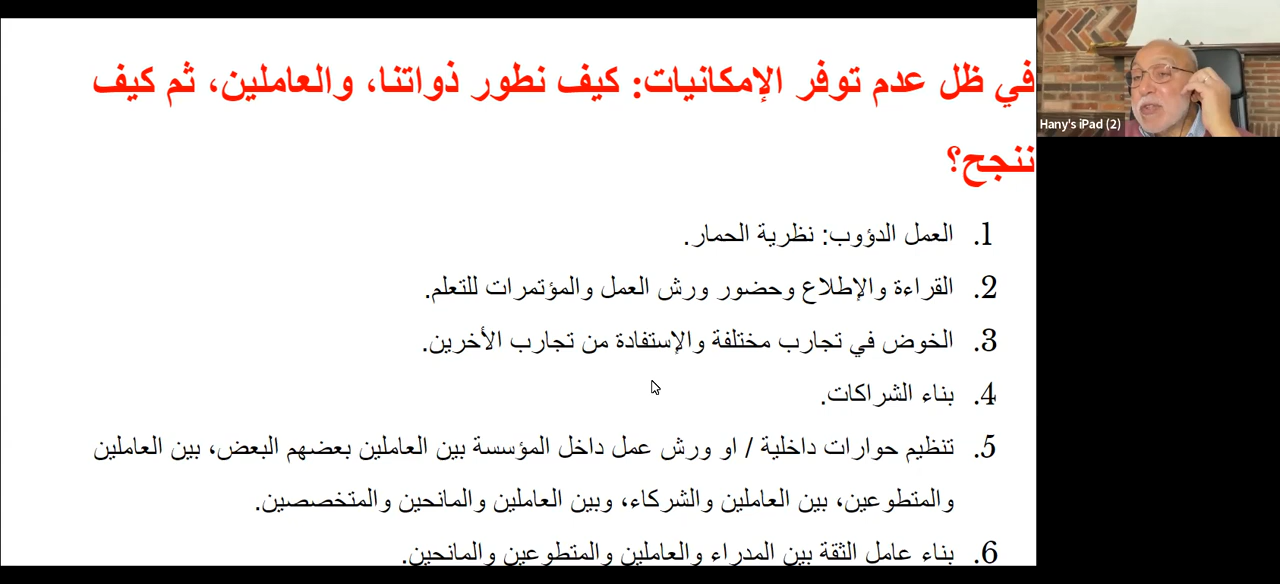 في ظل عدم توفر الإمكانيات: كيف نطور ذواتنا، والعاملين، ثم كيف
ننجح؟
1. العمل الدؤوب: نظرية الحمار.
2. القراءة والإطلاع وحضور ورش العمل والمؤتمرات للتعلم.
3. الخوض في تجارب مختلفة والإستفادة من تجارب الأخرين.
4. بناء الشراكات.
5. تنظيم حوارات داخلية / او ورش عمل داخل المؤسسة بين العاملين بعضهم البعض، بين العاملين
والمتطوعين، بين العاملين والشركاء، وبين العاملين والمانحين والمتخصصين.
6. بناء عامل الثقة بين المدراء والعاملين والمتطوعين والمانحين.
Hany's iPad (2)